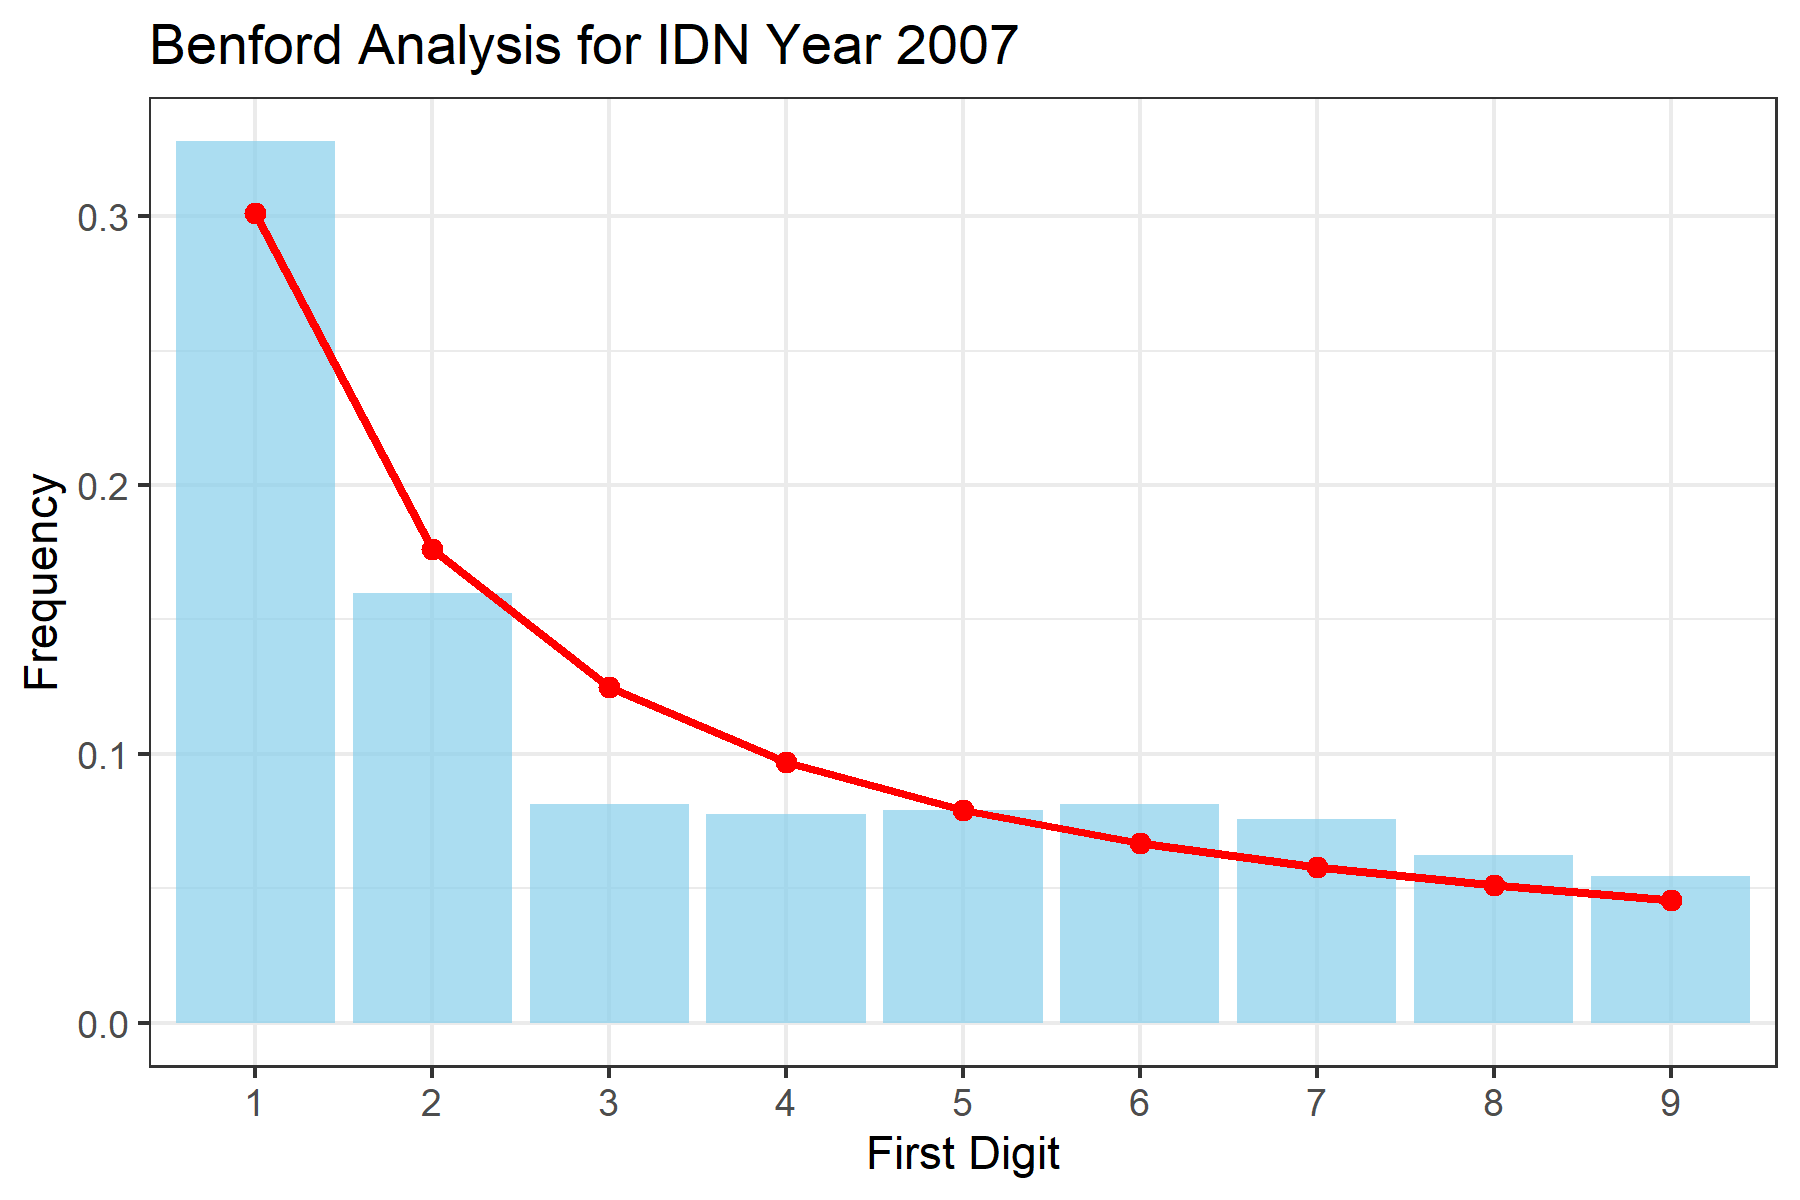 Benford Analysis for IDN Year 2007
Frequency
0.3
0.2
0.1
0.0
1 2 3 4 5 6 7 8 9
First Digit